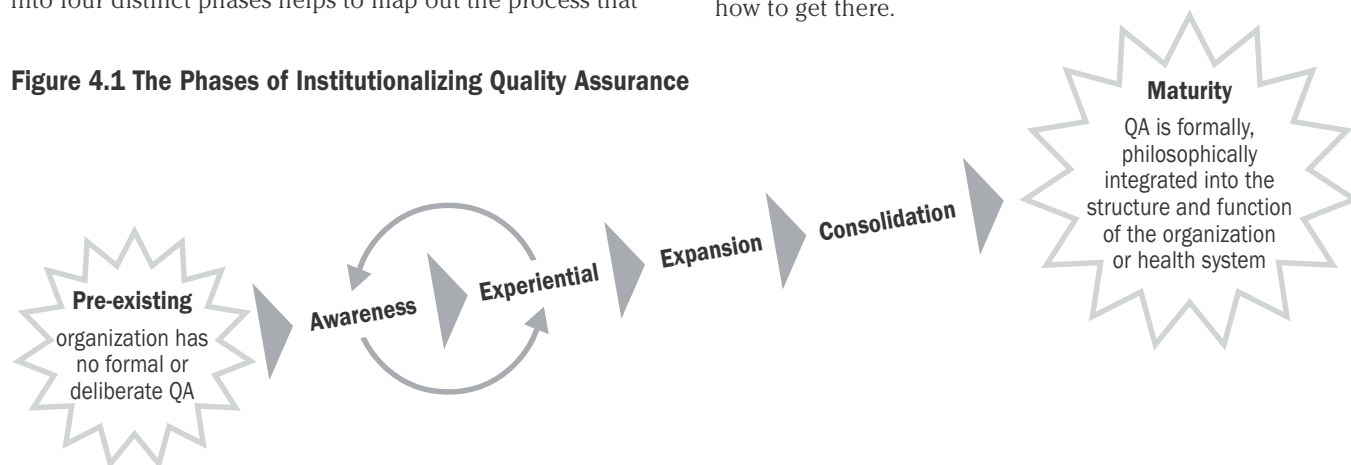 into four distinct phases helps to map out the process that
how to get there.
Figure 4.1 The Phases of Institutionalizing Quality Assurance
Pre-existing
organization has
no formal or
deliberate QA
Awareness
Experiential
Expansion
Consolidation
Maturity
QA is formally,
philosophically
integrated into the
structure and function
of the organization
or health system